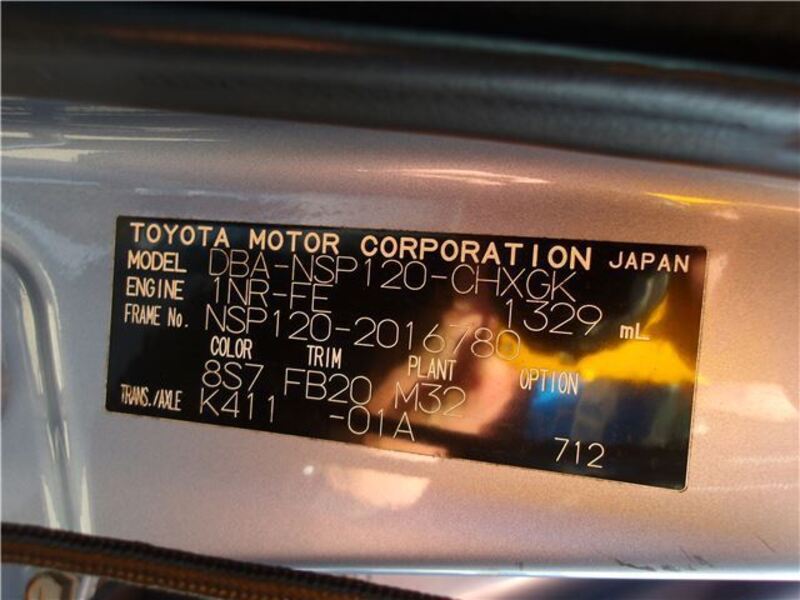 TOYOTA MOTOR CORPORATION JAPAN
MODEL DBA-NSP120-CHXGK
ENGINE 1NR-FE 1329 mL
FRAME No. NSP120-2016780
COLOR TRIM PLANT OPTION
8S7 FB20 M32
TRANS./AXLE K411 -01A
712